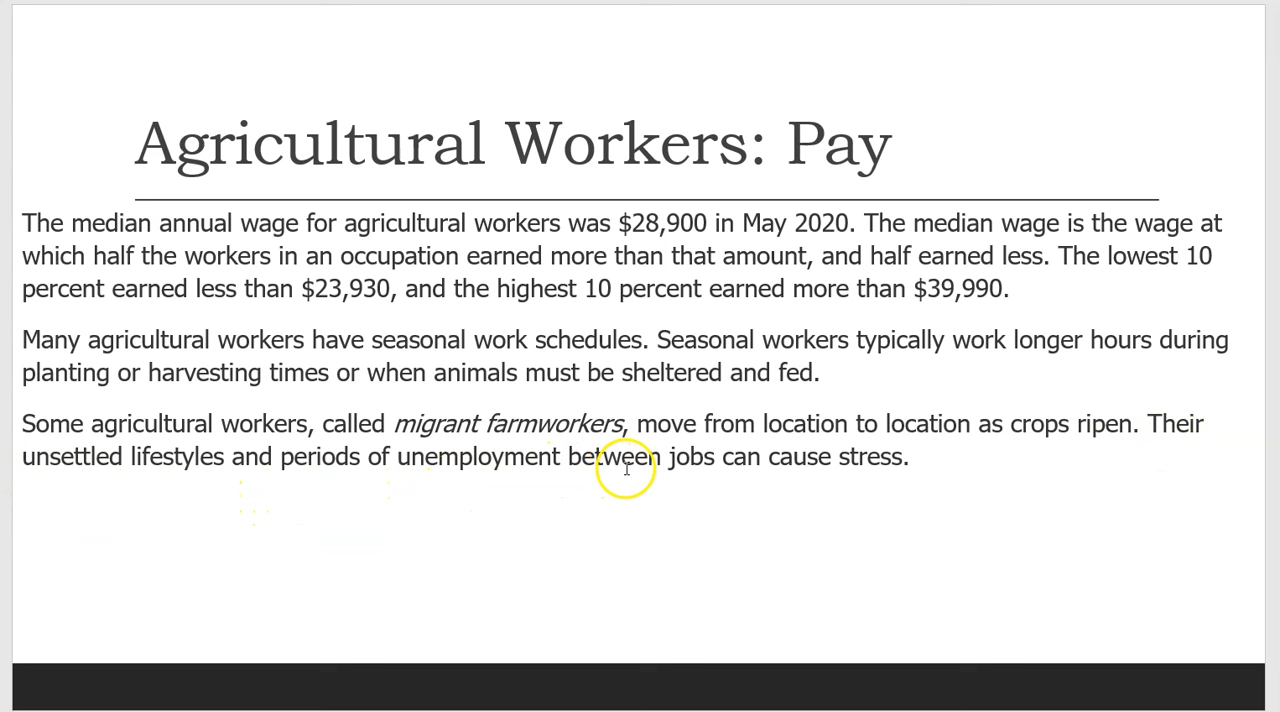 Agricultural Workers: Pay
The median annual wage for agricultural workers was $28,900 in May 2020. The median wage is the wage at
which half the workers in an occupation earned more than that amount, and half earned less. The lowest 10
percent earned less than $23,930, and the highest 10 percent earned more than $39,990.
Many agricultural workers have seasonal work schedules. Seasonal workers typically work longer hours during
planting or harvesting times or when animals must be sheltered and fed.
Some agricultural workers, called migrant farmworkers, move from location to location as crops ripen. Their
unsettled lifestyles and periods of unemployment between jobs can cause stress.